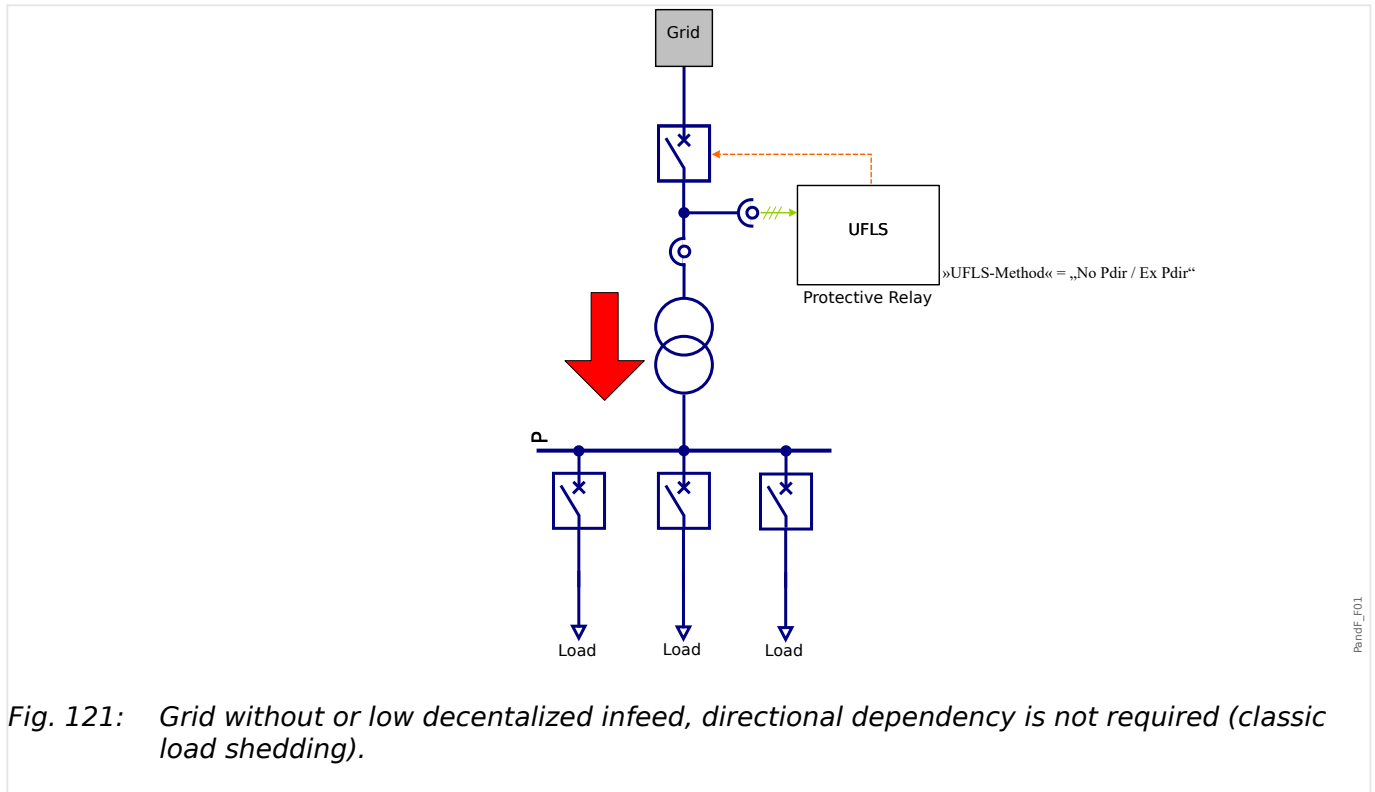 Grid
UFLS
»UFLS-Method« = „No Pdir / Ex Pdir“
Protective Relay
P
Load
Load
Load
PandF_F01
Fig. 121: Grid without or low decentalized infeed, directional dependency is not required (classic
load shedding).